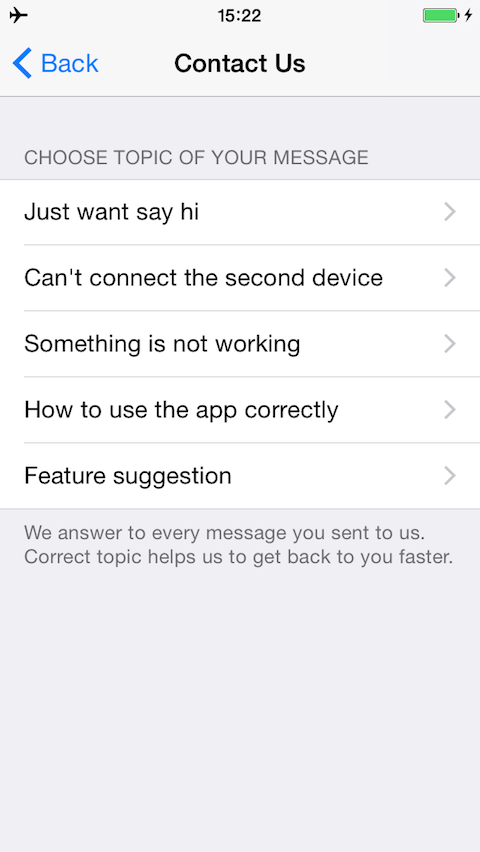 15:22
Back
Contact Us
CHOOSE TOPIC OF YOUR MESSAGE
Just want say hi
Can't connect the second device
Something is not working
How to use the app correctly
Feature suggestion
We answer to every message you sent to us.
Correct topic helps us to get back to you faster.